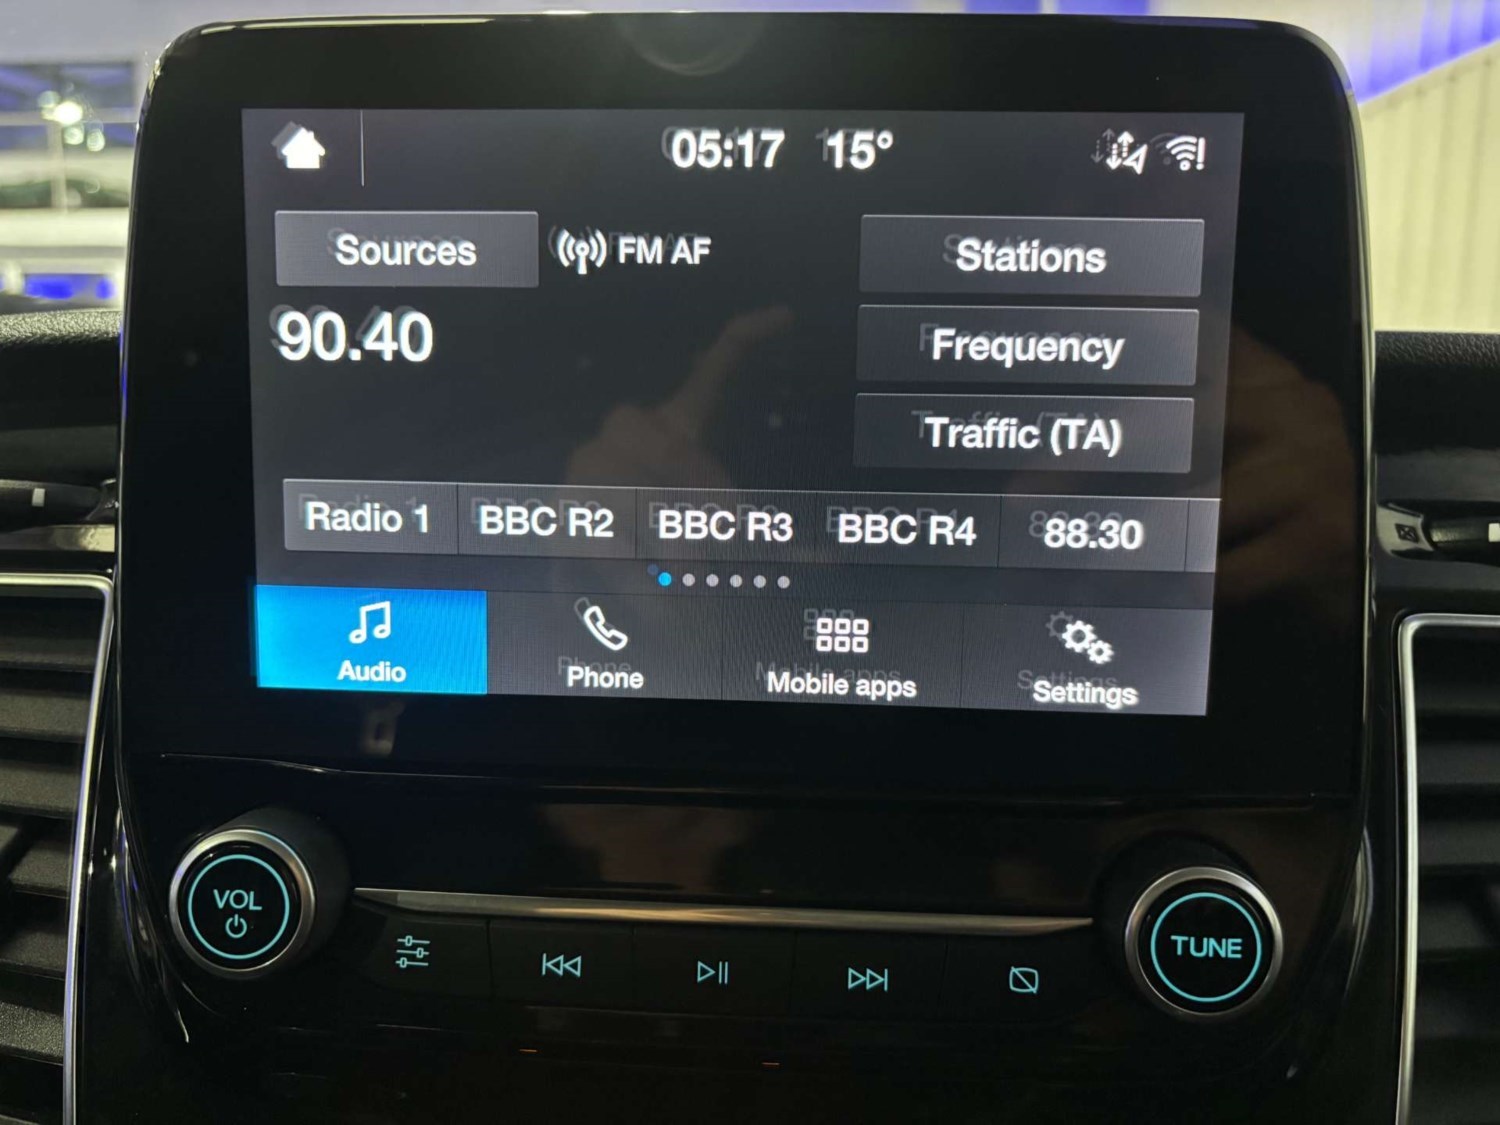 05:17 15°
Sources FM AF Stations
90.40 Frequency
Traffic (TA)
Radio 1 BBC R2 BBC R3 BBC R4 88.30
Audio Phone Mobile apps Settings
VOL TUNE